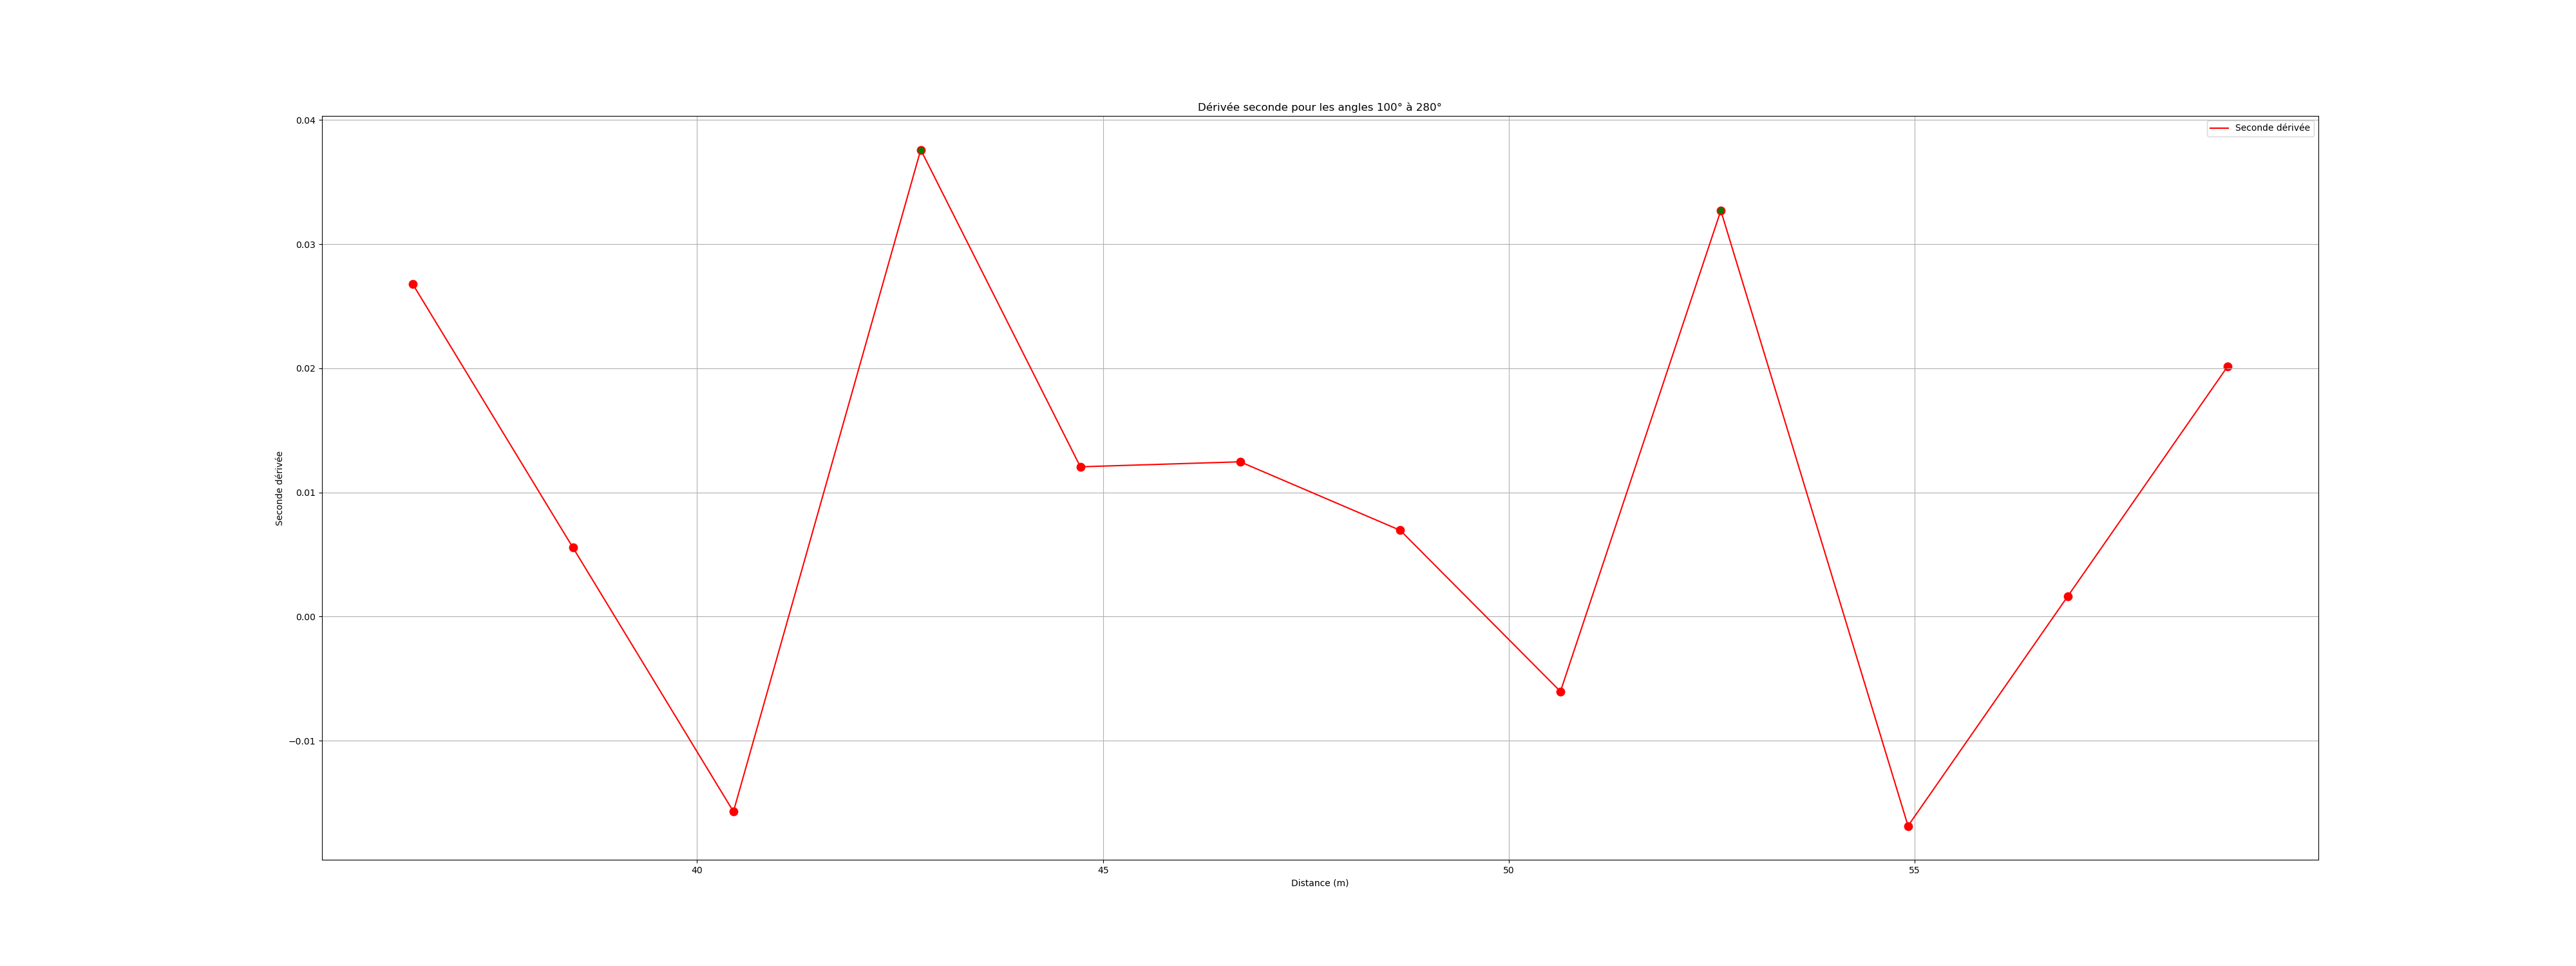 Dérivée seconde pour les angles 100° à 280°
Seconde dérivée
0.04
0.03
0.02
0.01
0.00
−0.01
Seconde dérivée
40
45
50
55
Distance (m)